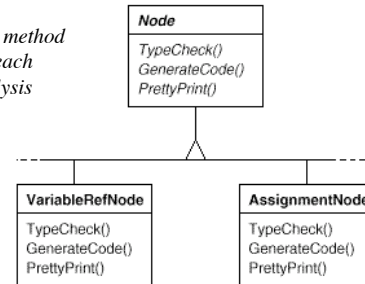 method
each
lysis
Node
TypeCheck()
GenerateCode()
PrettyPrint()
VariableRefNode
TypeCheck()
GenerateCode()
PrettyPrint()
AssignmentNode
TypeCheck()
GenerateCode()
PrettyPrint()